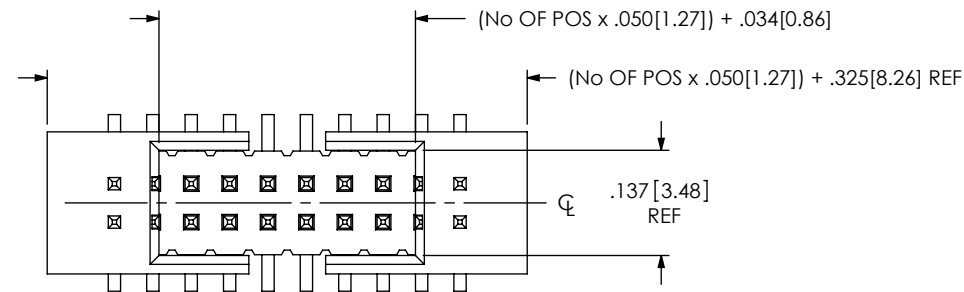 (No OF POS x .050[1.27]) + .034[0.86]
(No OF POS x .050[1.27]) + .325[8.26] REF
℄
.137[3.48]
REF